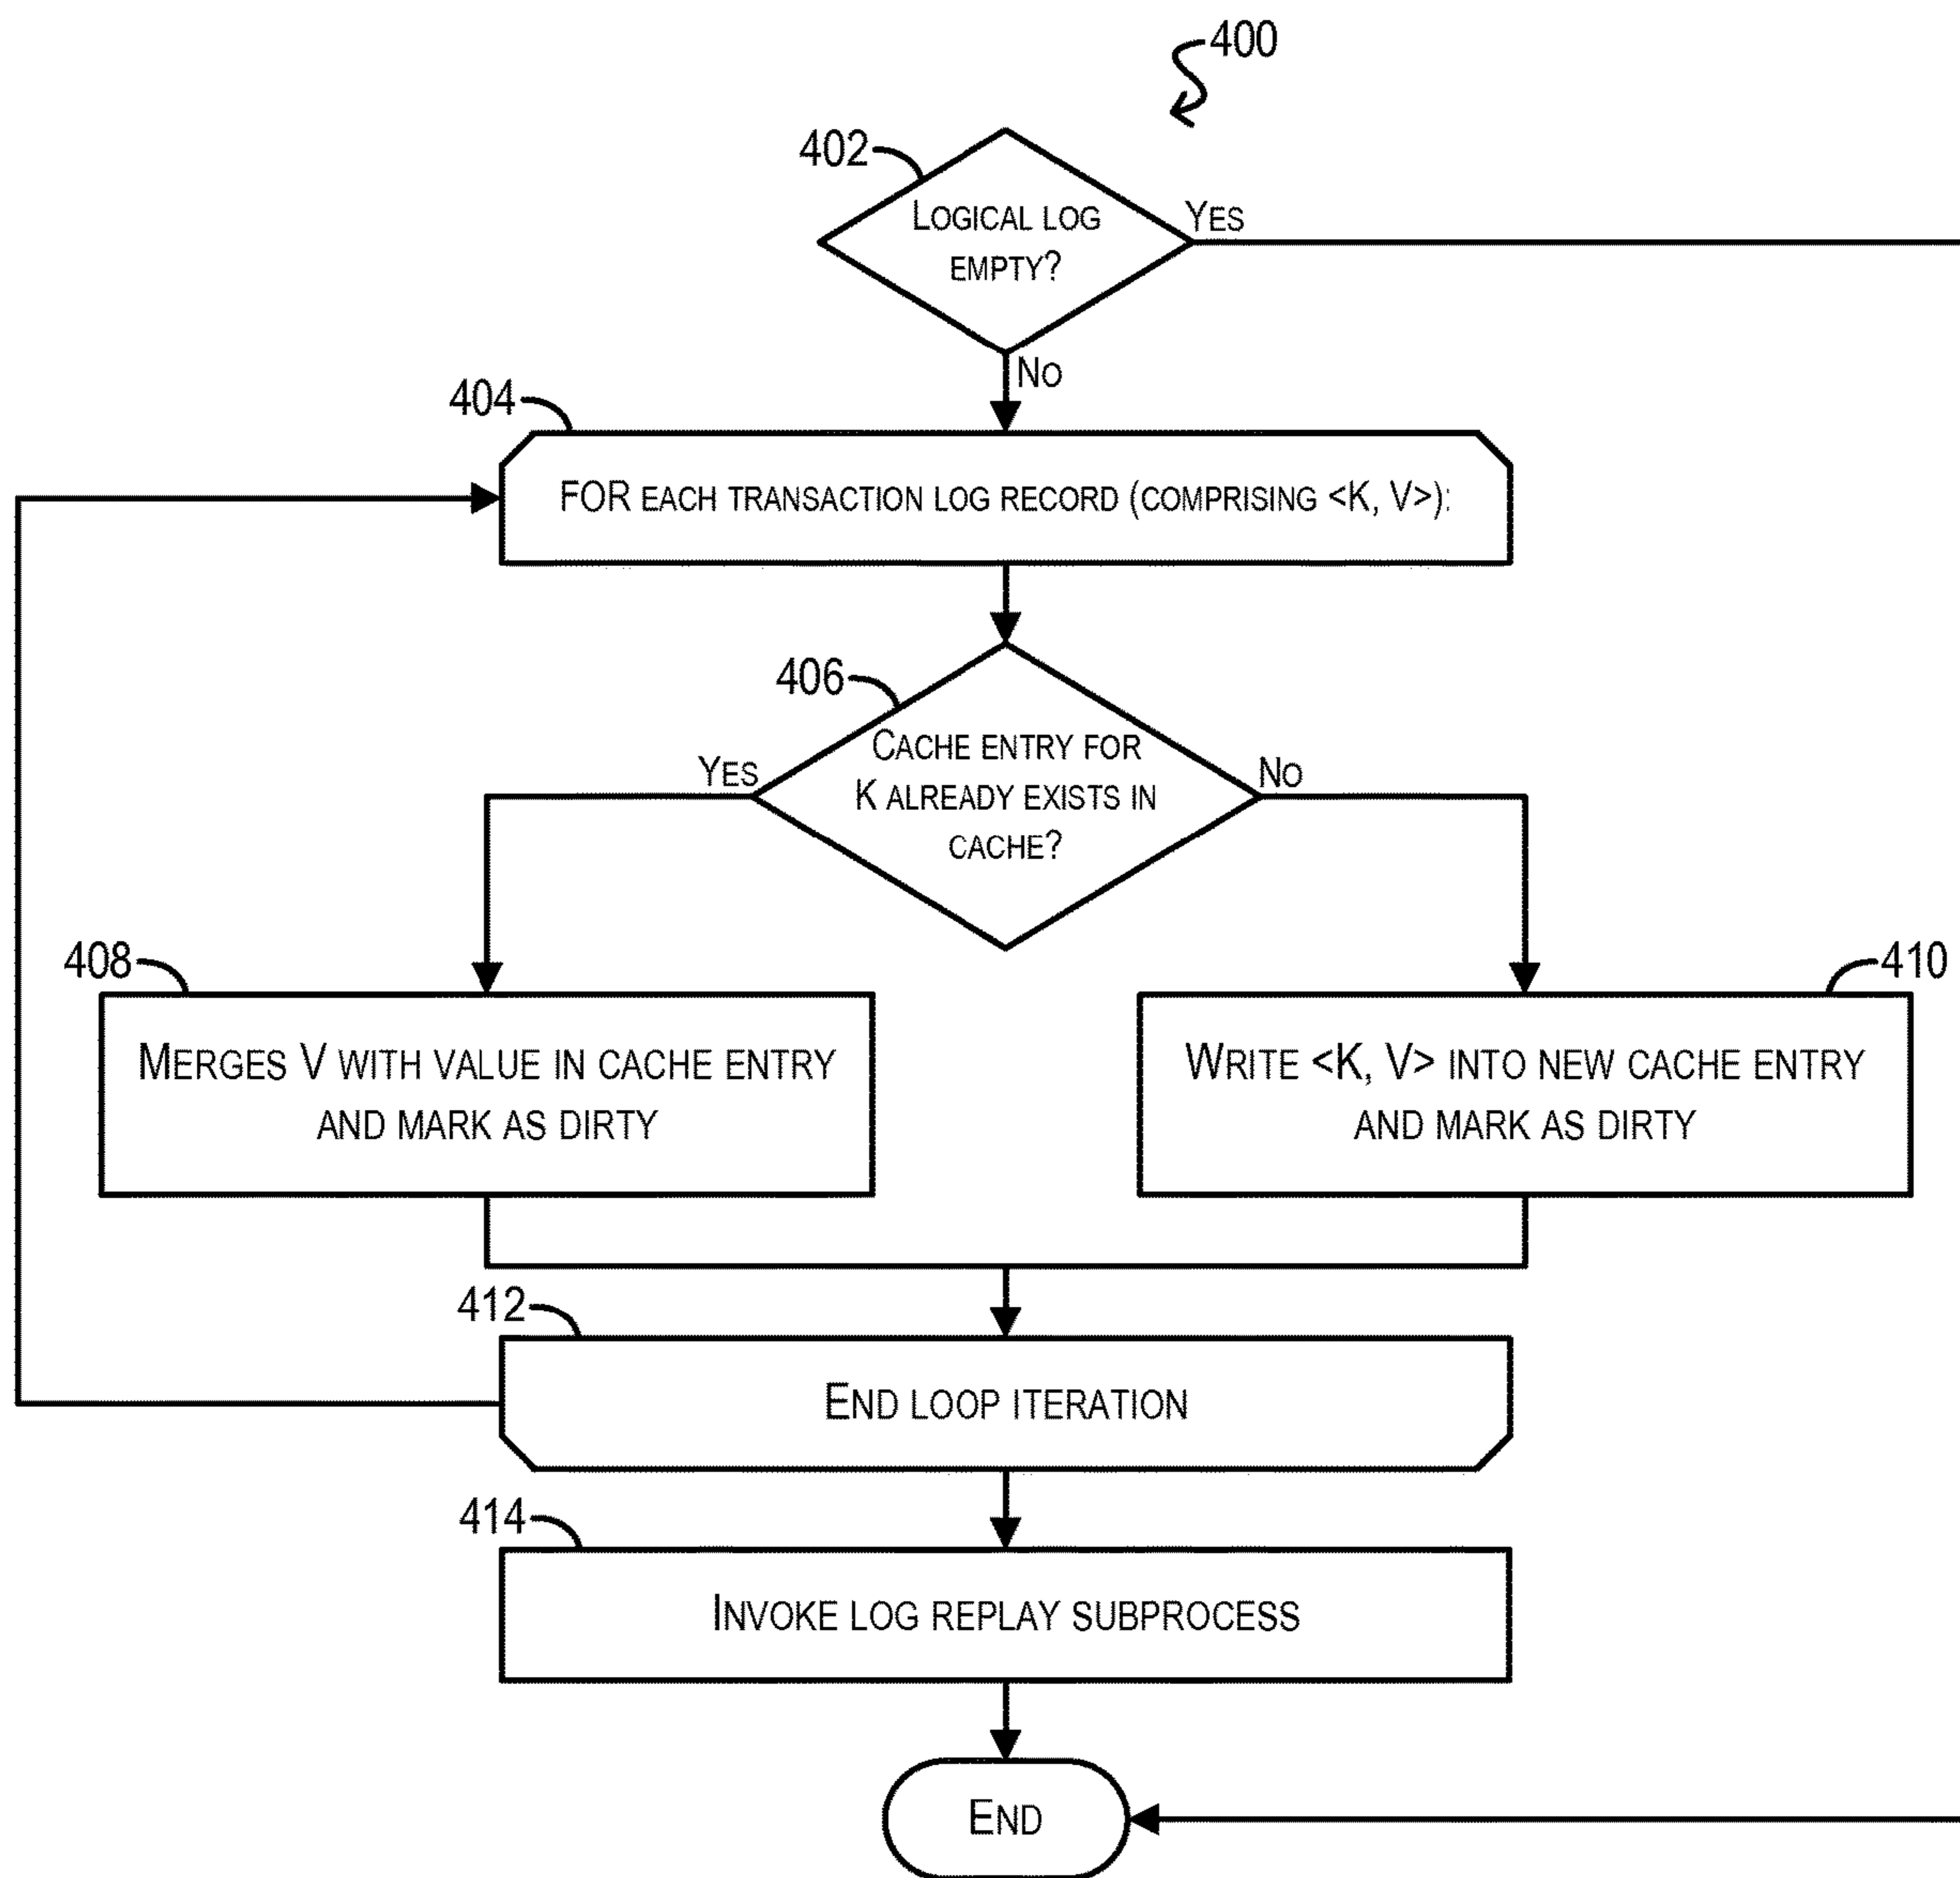 400
402
Logical log
empty?
Yes
No
404
FOR each transaction log record (comprising <K, V>):
406
Cache entry for
K already exists in
cache?
Yes
No
408
Merges V with value in cache entry
and mark as dirty
410
Write <K, V> into new cache entry
and mark as dirty
412
End loop iteration
414
Invoke log replay subprocess
End